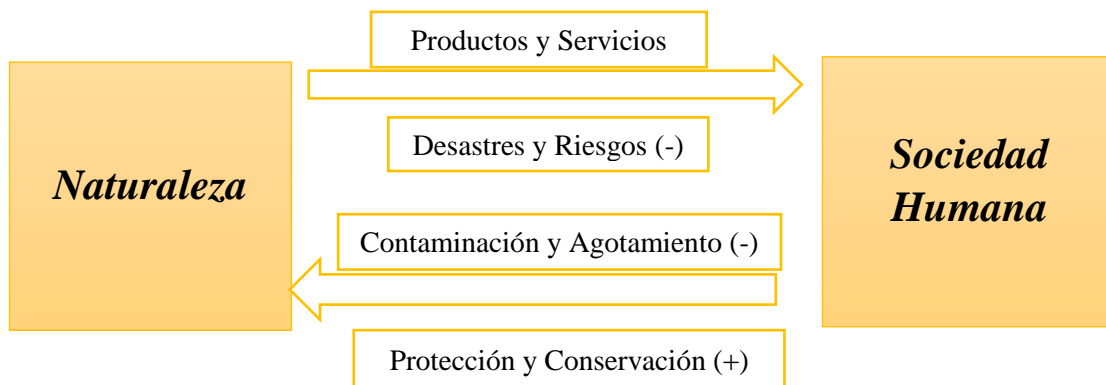 Productos y Servicios
Desastres y Riesgos (-)
Naturaleza
Sociedad
Humana
Contaminación y Agotamiento (-)
Protección y Conservación (+)